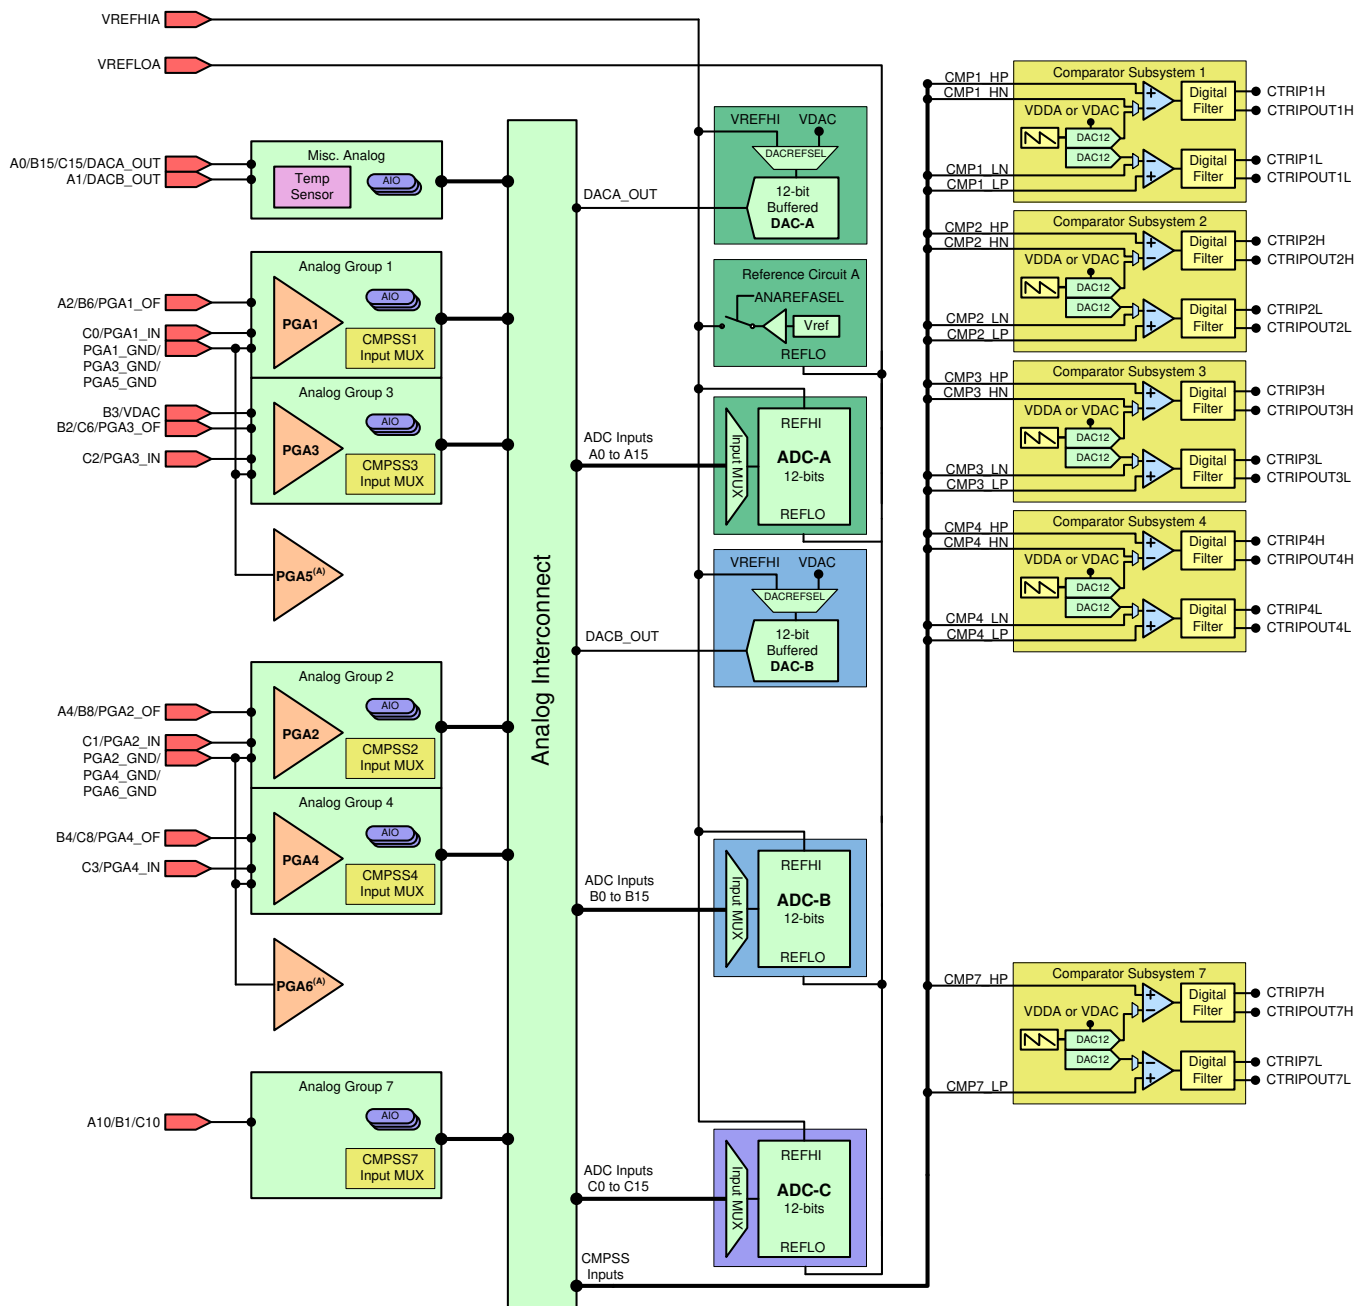 VREFHIA
VREFLOA
A0/B15/C15/DACA_OUT
A1/DACB_OUT
Misc. Analog
Temp
Sensor
AIO
A2/B6/PGA1_OF
C0/PGA1_IN
PGA1_GND/
PGA3_GND/
PGA5_GND
Analog Group 1
PGA1
AIO
CMPSS1
Input MUX
B3/VDAC
B2/C6/PGA3_OF
C2/PGA3_IN
Analog Group 3
PGA3
AIO
CMPSS3
Input MUX
PGA5(A)
A4/B8/PGA2_OF
C1/PGA2_IN
PGA2_GND/
PGA4_GND/
PGA6_GND
Analog Group 2
PGA2
AIO
CMPSS2
Input MUX
B4/C8/PGA4_OF
C3/PGA4_IN
Analog Group 4
PGA4
AIO
CMPSS4
Input MUX
PGA6(A)
A10/B1/C10
Analog Group 7
AIO
CMPSS7
Input MUX
Analog Interconnect
DACA_OUT
VREFHI
VDAC
DACREFSEL
12-bit
Buffered
DAC-A
Reference Circuit A
ANAREFASEL
Vref
REFLO
ADC Inputs
A0 to A15
Input MUX
REFHI
ADC-A
12-bits
REFLO
DACB_OUT
VREFHI
VDAC
DACREFSEL
12-bit
Buffered
DAC-B
ADC Inputs
B0 to B15
Input MUX
REFHI
ADC-B
12-bits
REFLO
ADC Inputs
C0 to C15
Input MUX
REFHI
ADC-C
12-bits
REFLO
CMPSS
Inputs
CMP1_HP
CMP1_HN
CMP1_LN
CMP1_LP
Comparator Subsystem 1
VDDA or VDAC
DAC12
DAC12
Digital
Filter
Digital
Filter
CTRIP1H
CTRIPOUT1H
CTRIP1L
CTRIPOUT1L
CMP2_HP
CMP2_HN
CMP2_LN
CMP2_LP
Comparator Subsystem 2
VDDA or VDAC
DAC12
DAC12
Digital
Filter
Digital
Filter
CTRIP2H
CTRIPOUT2H
CTRIP2L
CTRIPOUT2L
CMP3_HP
CMP3_HN
CMP3_LN
CMP3_LP
Comparator Subsystem 3
VDDA or VDAC
DAC12
DAC12
Digital
Filter
Digital
Filter
CTRIP3H
CTRIPOUT3H
CTRIP3L
CTRIPOUT3L
CMP4_HP
CMP4_HN
CMP4_LN
CMP4_LP
Comparator Subsystem 4
VDDA or VDAC
DAC12
DAC12
Digital
Filter
Digital
Filter
CTRIP4H
CTRIPOUT4H
CTRIP4L
CTRIPOUT4L
CMP7_HP
CMP7_LP
Comparator Subsystem 7
VDDA or VDAC
DAC12
DAC12
Digital
Filter
Digital
Filter
CTRIP7H
CTRIPOUT7H
CTRIP7L
CTRIPOUT7L